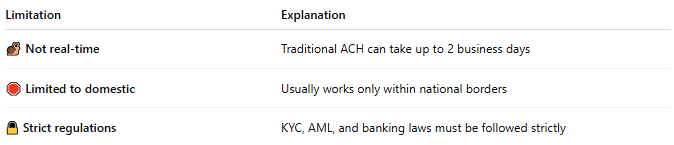 Limitation Explanation
🐌 Not real-time Traditional ACH can take up to 2 business days
🛑 Limited to domestic Usually works only within national borders
🔒 Strict regulations KYC, AML, and banking laws must be followed strictly